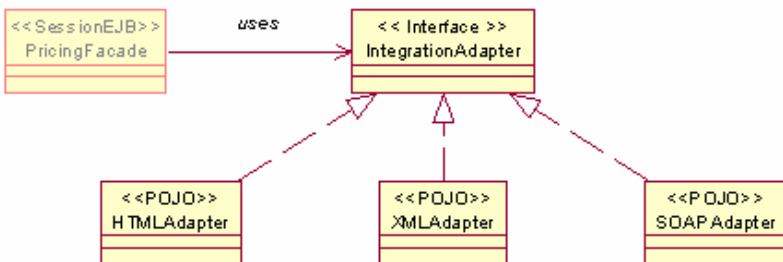 <<SessionEJB>>
PricingFacade
uses
<< Interface >>
IntegrationAdapter
<<POJO>>
HTMLAdapter
<<POJO>>
XMLAdapter
<<POJO>>
SOAPAdapter